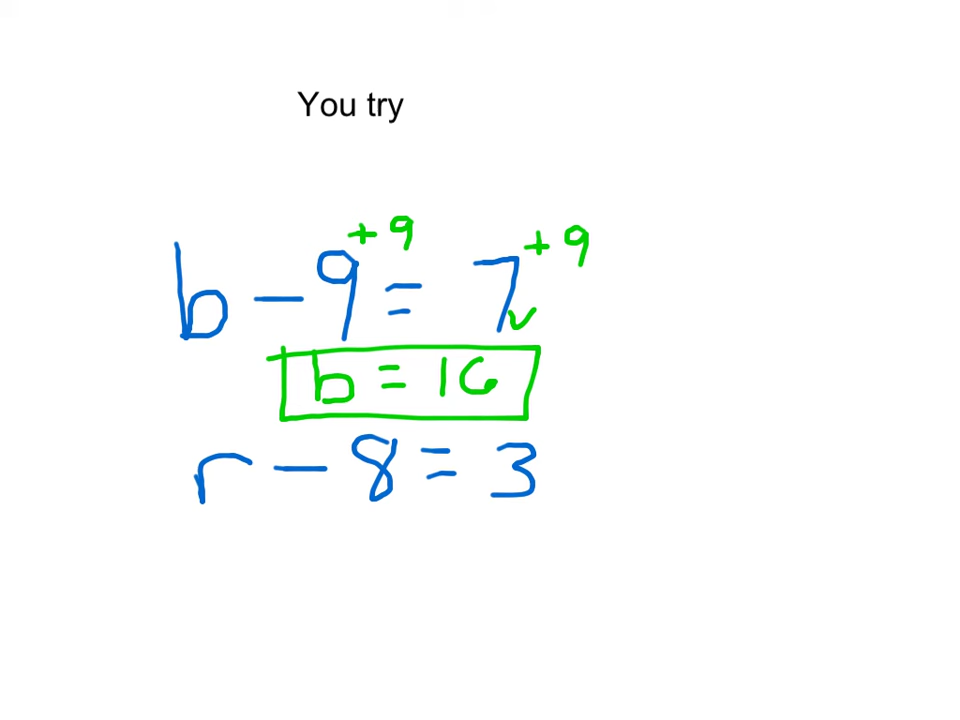 You try
+9 +9
b - 9 = 7
b = 16
r - 8 = 3